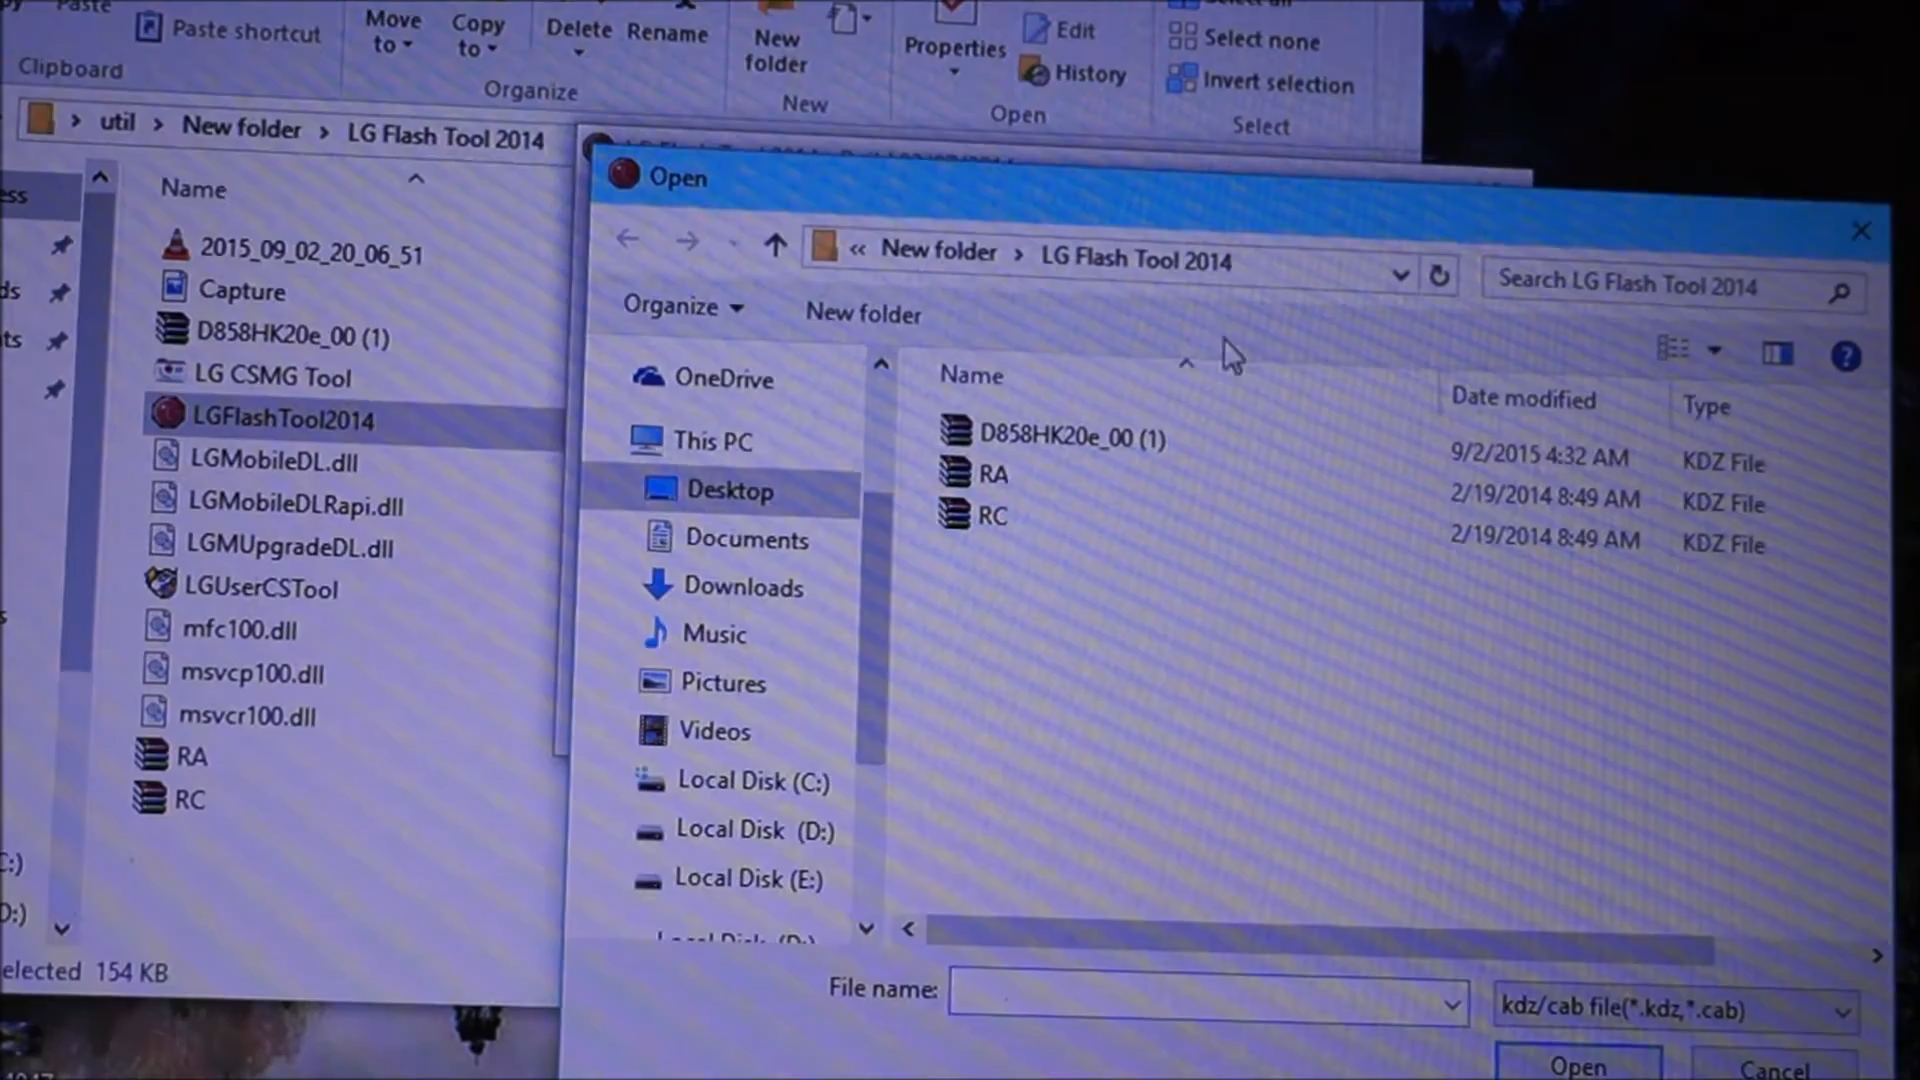 Paste
Paste shortcut
Clipboard
Move to
Copy to
Delete
Rename
Organize
New folder
New
Properties
Edit
History
Open
Select none
Invert selection
Select
util > New folder > LG Flash Tool 2014
Name
2015_09_02_20_06_51
Capture
D858HK20e_00 (1)
LG CSMG Tool
LGFlashTool2014
LGMobileDL.dll
LGMobileDLRapi.dll
LGMUpgradeDL.dll
LGUserCSTool
mfc100.dll
msvcp100.dll
msvcr100.dll
RA
RC
elected 154 KB
Open
« New folder > LG Flash Tool 2014
Search LG Flash Tool 2014
Organize
New folder
OneDrive
This PC
Desktop
Documents
Downloads
Music
Pictures
Videos
Local Disk (C:)
Local Disk (D:)
Local Disk (E:)
Name
Date modified
Type
D858HK20e_00 (1)
9/2/2015 4:32 AM
KDZ File
RA
2/19/2014 8:49 AM
KDZ File
RC
2/19/2014 8:49 AM
KDZ File
File name:
kdz/cab file(*.kdz,*.cab)
Open
Cancel